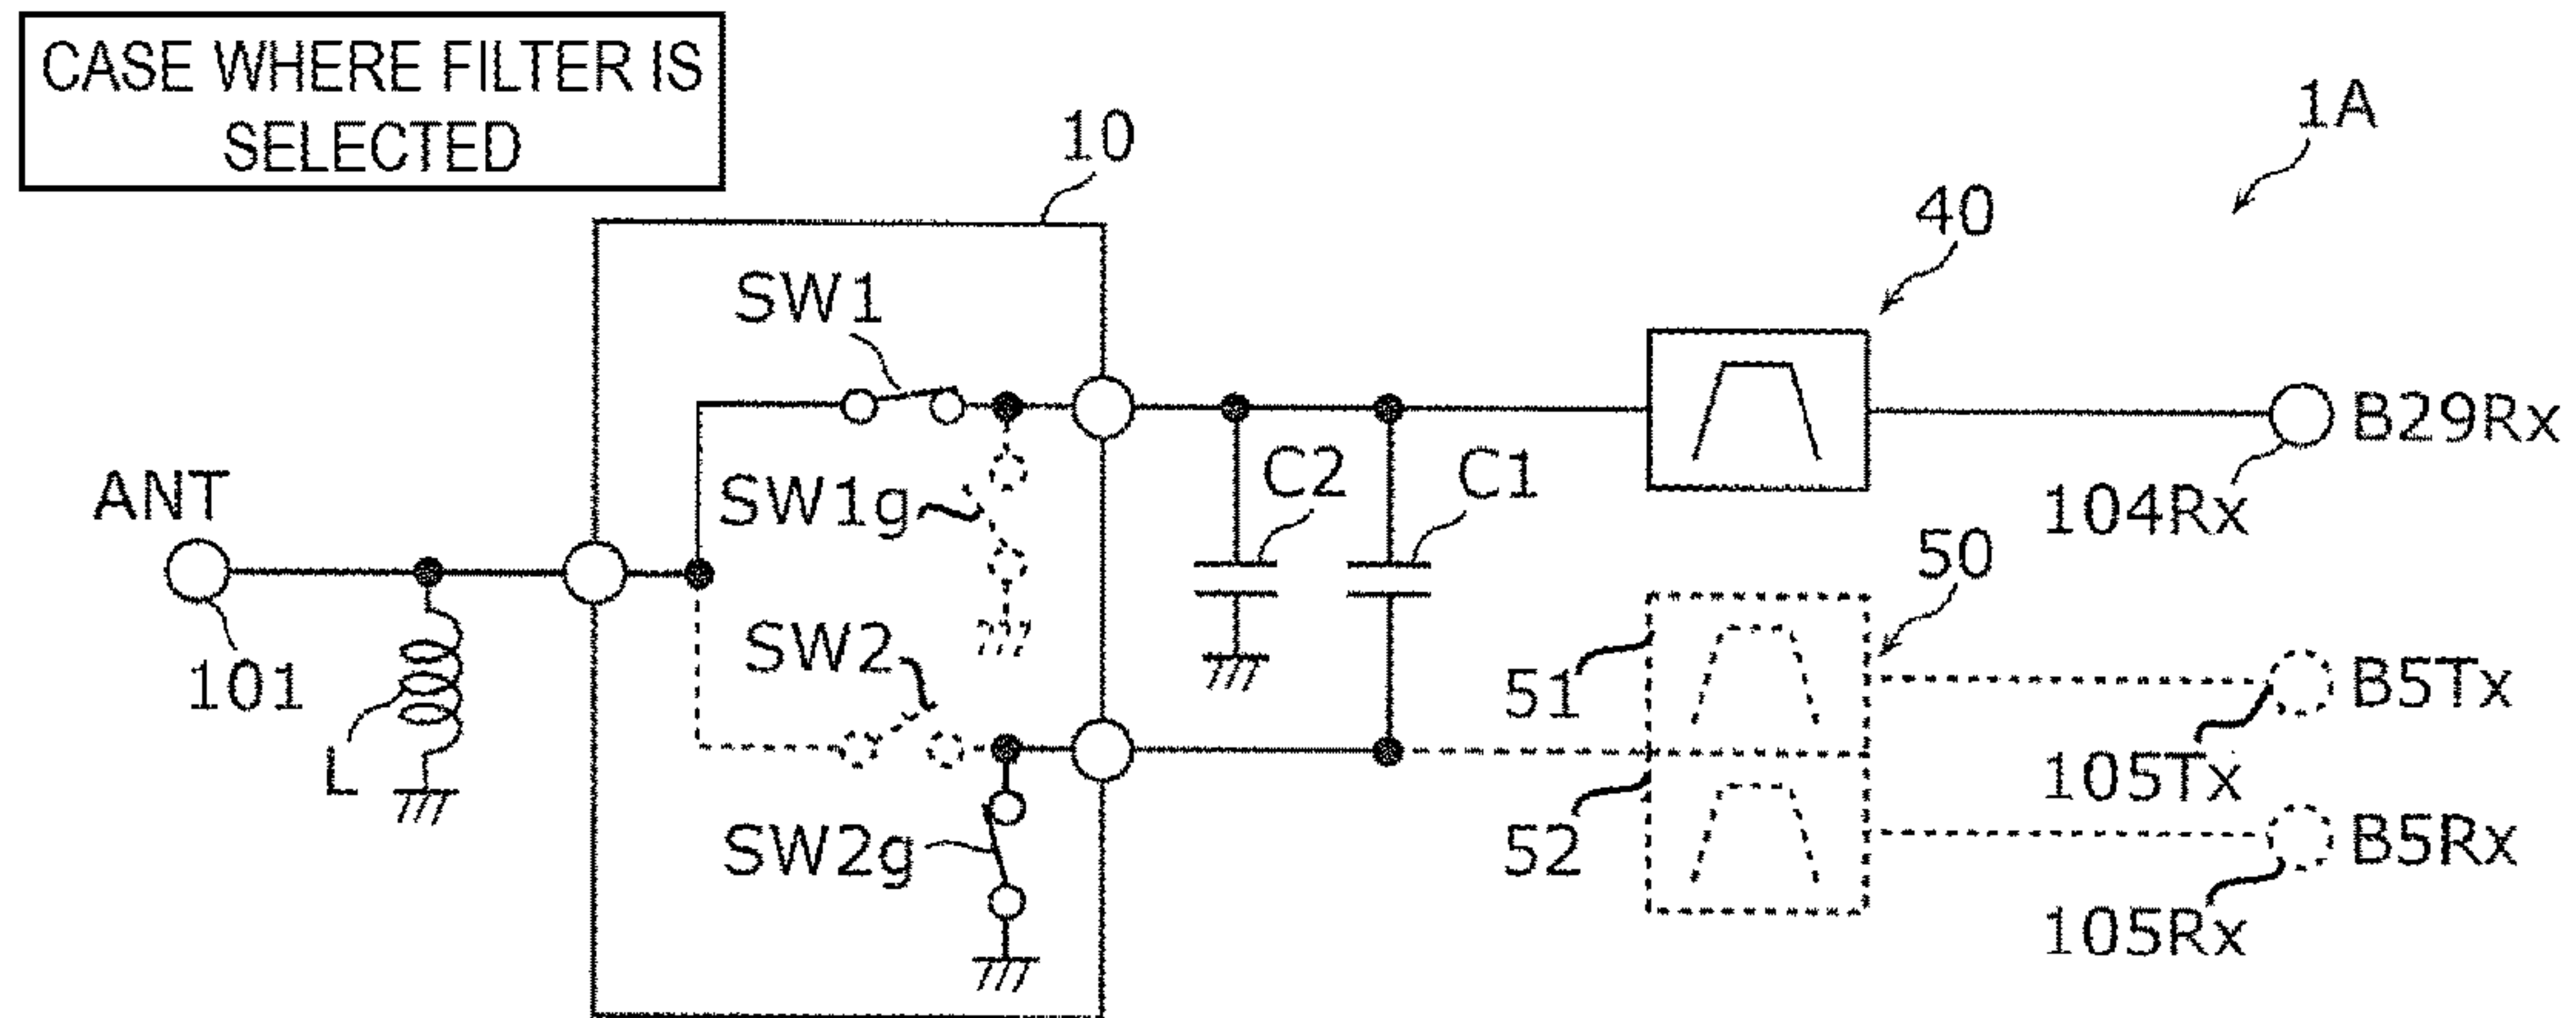 CASE WHERE FILTER IS
SELECTED
10
1A
40
SW1
B29Rx
C2
C1
SW1g
ANT
104Rx
50
SW2
51
B5Tx
101
L
105Tx
SW2g
52
B5Rx
105Rx